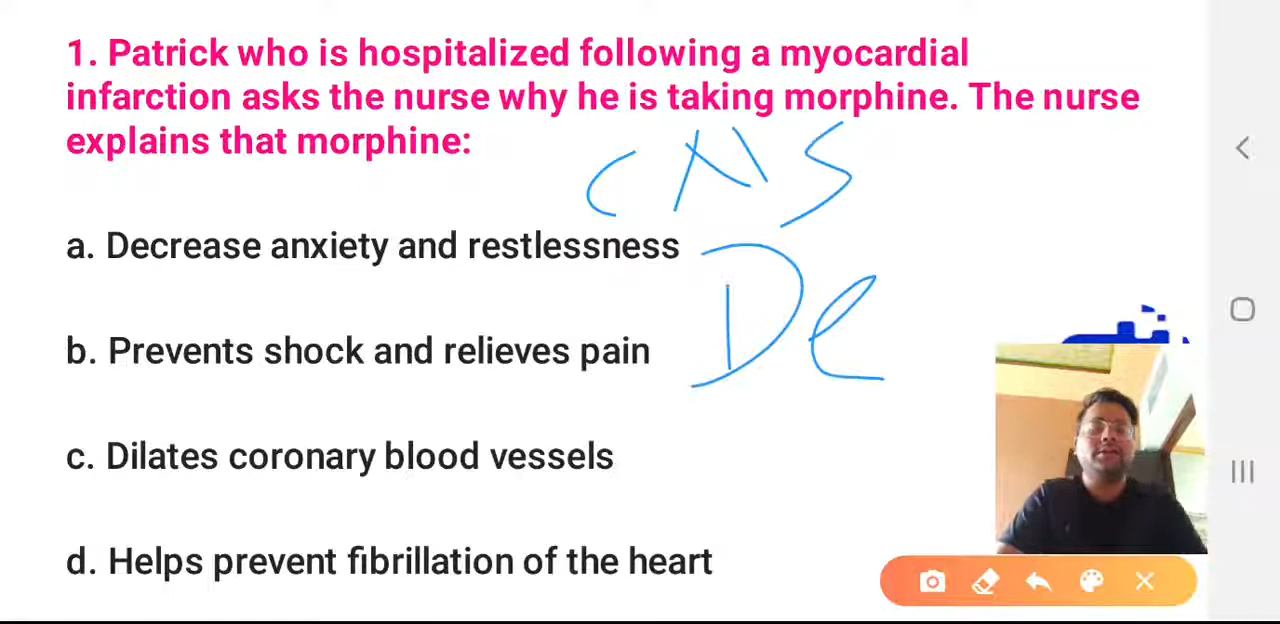 1. Patrick who is hospitalized following a myocardial
infarction asks the nurse why he is taking morphine. The nurse
explains that morphine:
CNS
a. Decrease anxiety and restlessness
De
b. Prevents shock and relieves pain
c. Dilates coronary blood vessels
d. Helps prevent fibrillation of the heart